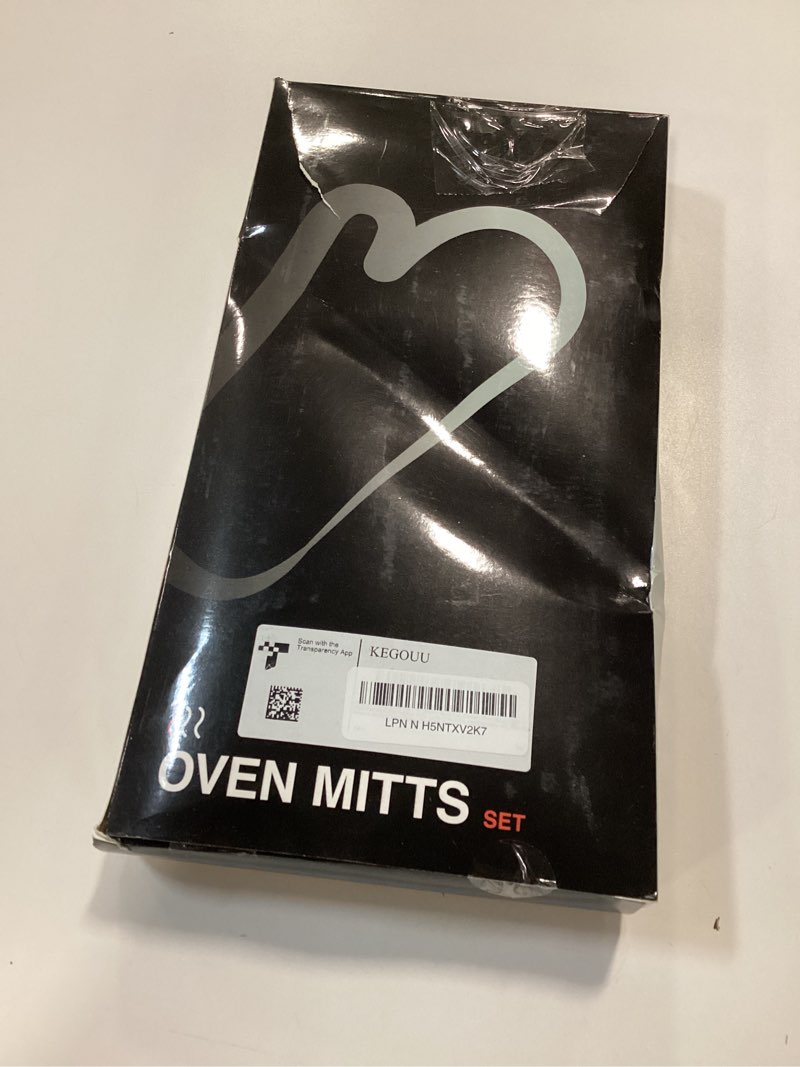 Scan with the
Transparency App
KEGOUU
LPN N H5NTXV2K7
OVEN MITTS SET